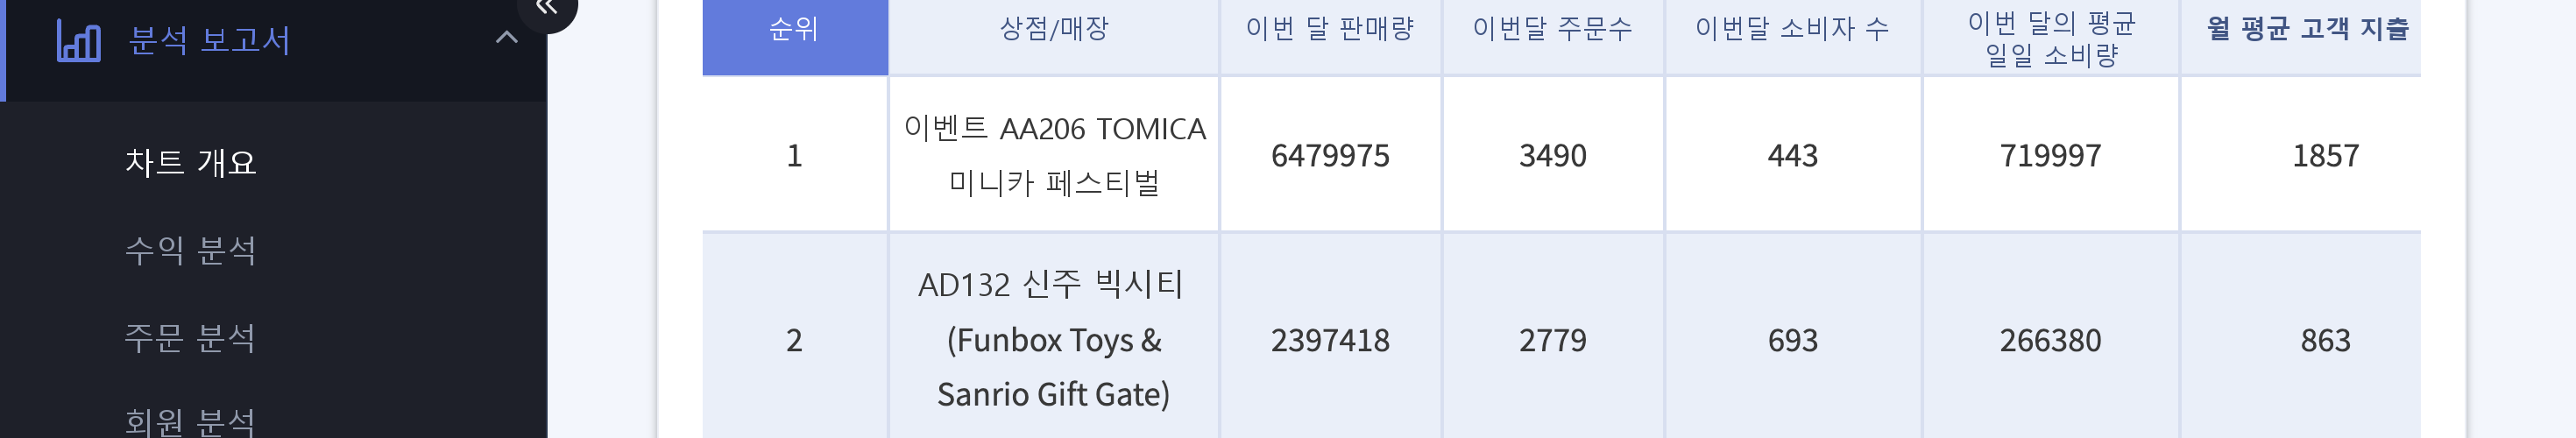 분석 보고서
차트 개요
수익 분석
주문 분석
회원 분석
순위
상점/매장
이번 달 판매량
이번달 주문수
이번달 소비자 수
이번 달의 평균
일일 소비량
월 평균 고객 지출
1
이벤트 AA206 TOMICA
미니카 페스티벌
6479975
3490
443
719997
1857
2
AD132 신주 빅시티
(Funbox Toys &
Sanrio Gift Gate)
2397418
2779
693
266380
863